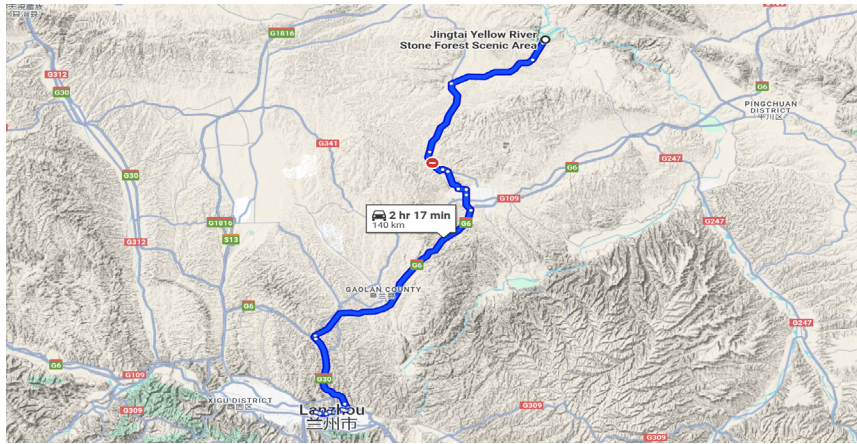 G1816
Jingtai Yellow River
Stone Forest Scenic Area
G312
G30
G6
PINGCHUAN
DISTRICT
平川区
G341
G6
G247
G30
G109
2 hr 17 min
140 km
G1816
G6
G312
S13
G6
GAOLAN COUNTY
皋兰县
G6
G247
G6
G109
G30
XIGU DISTRICT
西固区
Lanzhou
兰州市
G309
G309
G309
G309